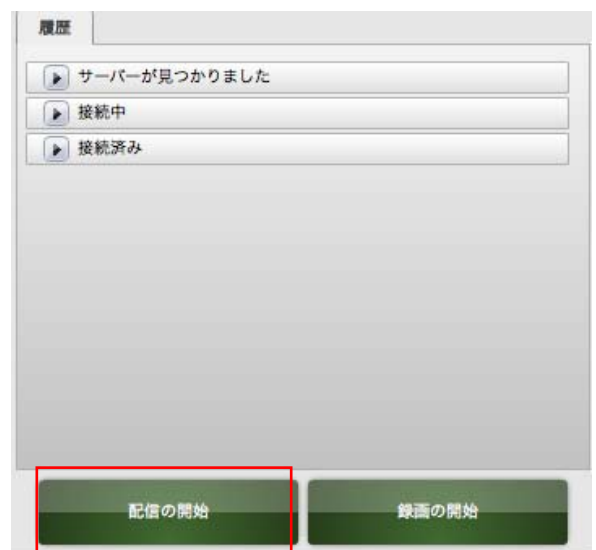 履歴
サーバーが見つかりました
接続中
接続済み
配信の開始
録画の開始